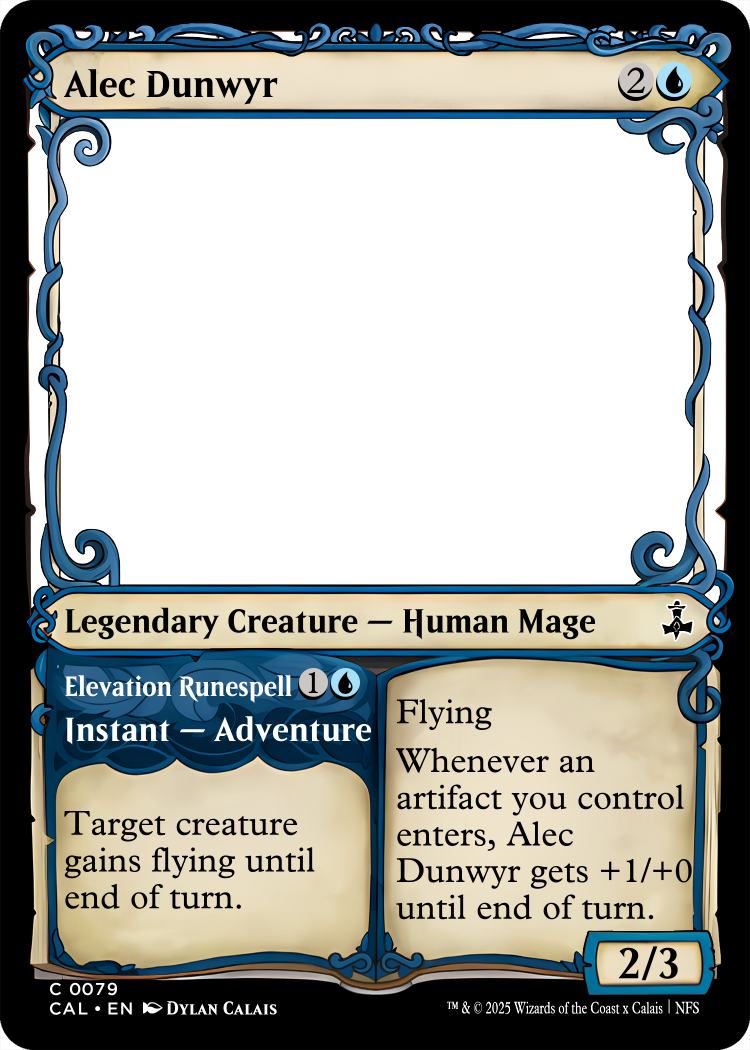 Alec Dunwyr 2
Legendary Creature — Human Mage
Elevation Runespell 1
Instant — Adventure
Target creature
gains flying until
end of turn.
Flying
Whenever an
artifact you control
enters, Alec
Dunwyr gets +1/+0
until end of turn.
2/3
C 0079
CAL • EN Dylan Calais
™ & © 2025 Wizards of the Coast x Calais | NFS